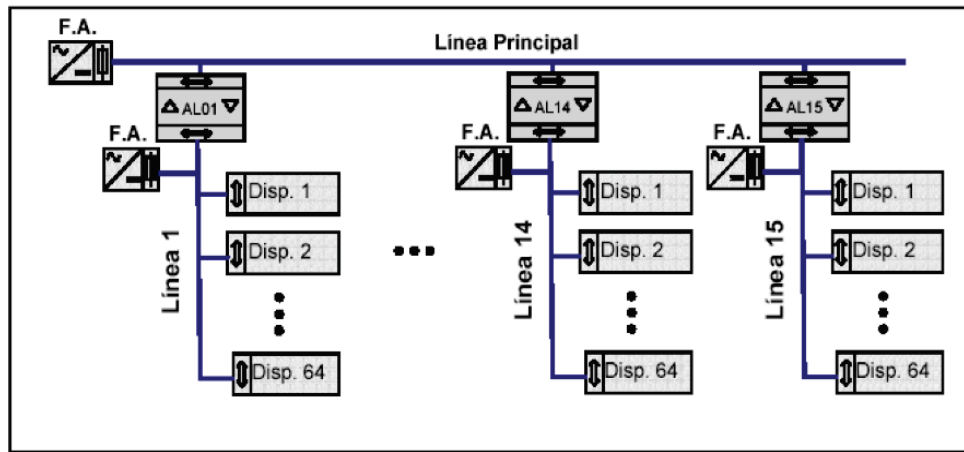 F.A.
Línea Principal
AL01
AL14
AL15
F.A.
F.A.
F.A.
Disp. 1
Disp. 1
Disp. 1
Línea 1
Disp. 2
Línea 14
Disp. 2
Línea 15
Disp. 2
Disp. 64
Disp. 64
Disp. 64